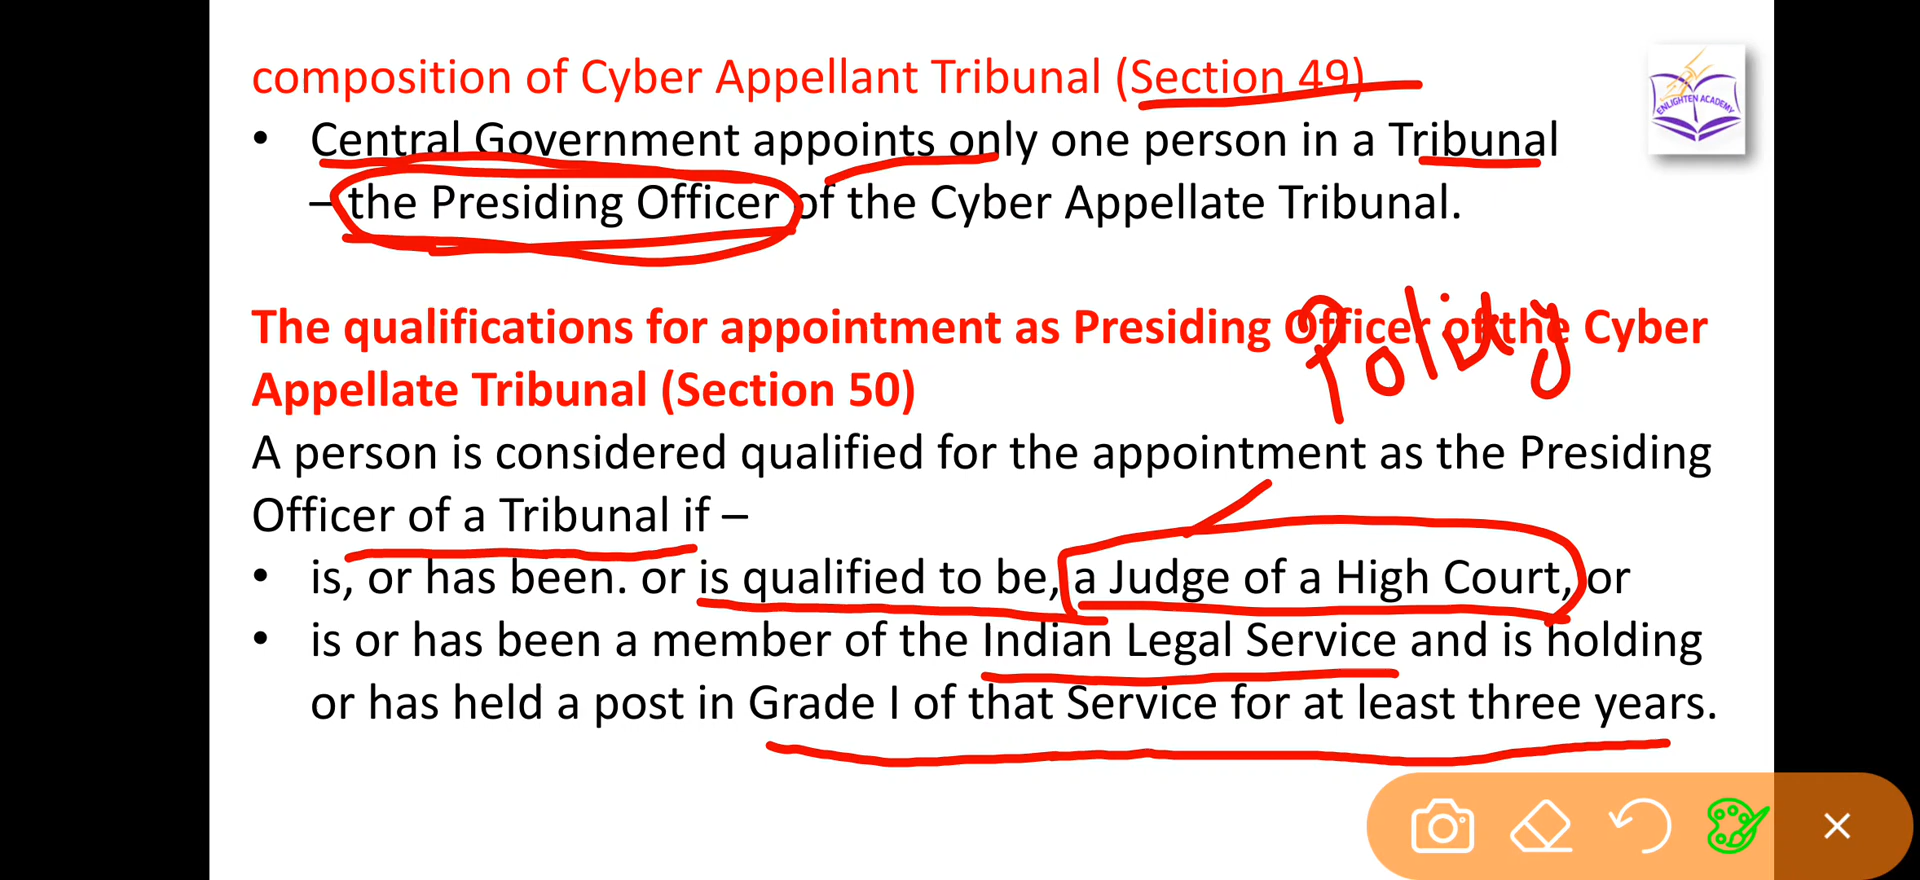 composition of Cyber Appellant Tribunal (Section 49)
ENLIGHTEN ACADEMY
• Central Government appoints only one person in a Tribunal
– the Presiding Officer of the Cyber Appellate Tribunal.
Polity
The qualifications for appointment as Presiding Officer of the Cyber
Appellate Tribunal (Section 50)
A person is considered qualified for the appointment as the Presiding
Officer of a Tribunal if –
• is, or has been. or is qualified to be, a Judge of a High Court, or
• is or has been a member of the Indian Legal Service and is holding
or has held a post in Grade I of that Service for at least three years.